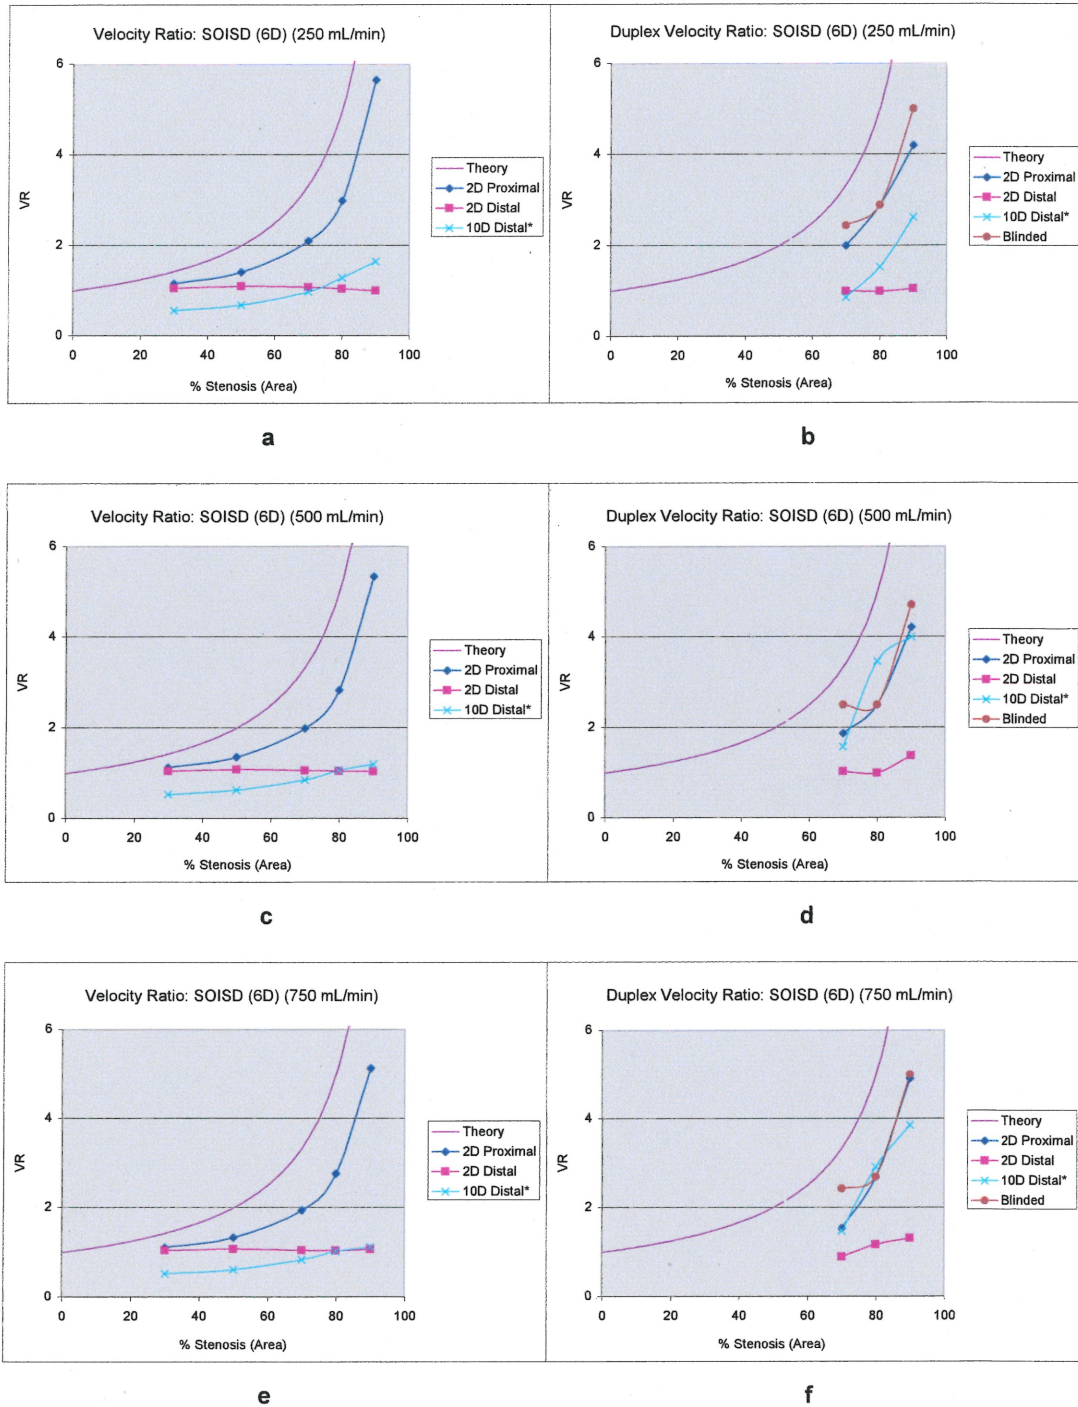 Velocity Ratio: SOISD (6D) (250 mL/min)
6
4
2
0
VR
0 20 40 60 80 100
% Stenosis (Area)
Theory
2D Proximal
2D Distal
10D Distal*
a
Duplex Velocity Ratio: SOISD (6D) (250 mL/min)
6
4
2
0
VR
0 20 40 60 80 100
% Stenosis (Area)
Theory
2D Proximal
2D Distal
10D Distal*
Blinded
b
Velocity Ratio: SOISD (6D) (500 mL/min)
6
4
2
0
VR
0 20 40 60 80 100
% Stenosis (Area)
Theory
2D Proximal
2D Distal
10D Distal*
c
Duplex Velocity Ratio: SOISD (6D) (500 mL/min)
6
4
2
0
VR
0 20 40 60 80 100
% Stenosis (Area)
Theory
2D Proximal
2D Distal
10D Distal*
Blinded
d
Velocity Ratio: SOISD (6D) (750 mL/min)
6
4
2
0
VR
0 20 40 60 80 100
% Stenosis (Area)
Theory
2D Proximal
2D Distal
10D Distal*
e
Duplex Velocity Ratio: SOISD (6D) (750 mL/min)
6
4
2
0
VR
0 20 40 60 80 100
% Stenosis (Area)
Theory
2D Proximal
2D Distal
10D Distal*
Blinded
f